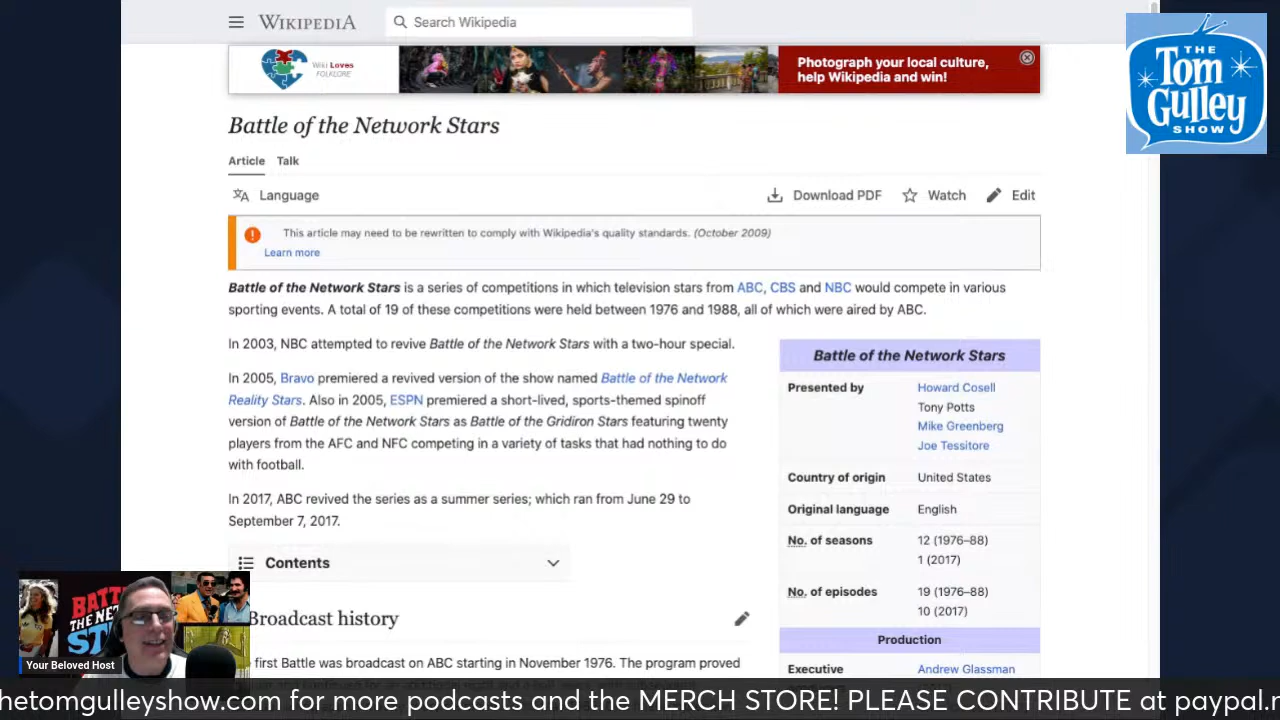 WIKIPEDIA
Search Wikipedia
Wiki Loves
FOLKLORE
Photograph your local culture,
help Wikipedia and win!
THE
Tom
Gulley
SHOW
Battle of the Network Stars
Article Talk
Language Download PDF Watch Edit
This article may need to be rewritten to comply with Wikipedia's quality standards. (October 2009)
Learn more
Battle of the Network Stars is a series of competitions in which television stars from ABC, CBS and NBC would compete in various
sporting events. A total of 19 of these competitions were held between 1976 and 1988, all of which were aired by ABC.
In 2003, NBC attempted to revive Battle of the Network Stars with a two-hour special.
In 2005, Bravo premiered a revived version of the show named Battle of the Network
Reality Stars. Also in 2005, ESPN premiered a short-lived, sports-themed spinoff
version of Battle of the Network Stars as Battle of the Gridiron Stars featuring twenty
players from the AFC and NFC competing in a variety of tasks that had nothing to do
with football.
In 2017, ABC revived the series as a summer series; which ran from June 29 to
September 7, 2017.
Contents
Broadcast history
first Battle was broadcast on ABC starting in November 1976. The program proved
Battle of the Network Stars
Presented by Howard Cosell
Tony Potts
Mike Greenberg
Joe Tessitore
Country of origin United States
Original language English
No. of seasons 12 (1976–88)
1 (2017)
No. of episodes 19 (1976–88)
10 (2017)
Production
Executive Andrew Glassman
BATT
THE NE
ST
Your Beloved Host
hetomgulleyshow.com for more podcasts and the MERCH STORE! PLEASE CONTRIBUTE at paypal.